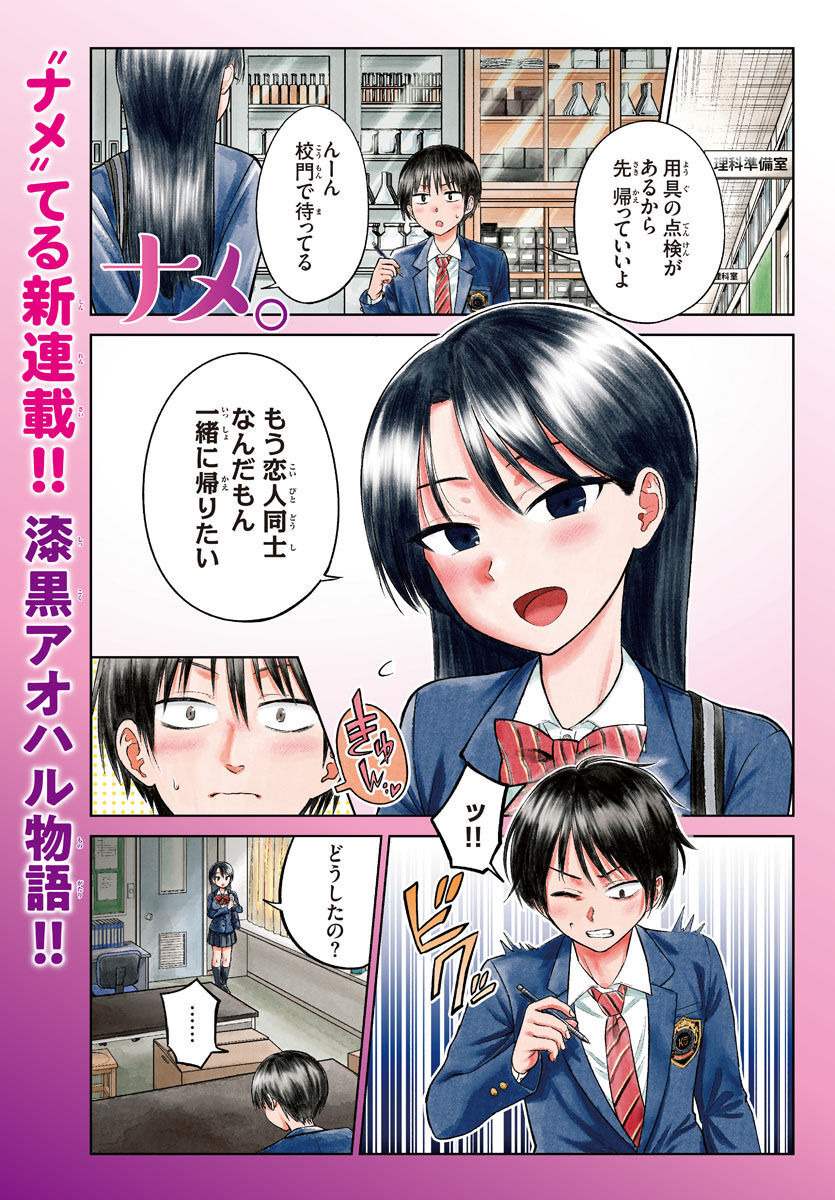 理科準備室
理科室
用具の点検が
あるから
先 帰っていいよ
んーん
校門で待ってる
ナメ。
もう恋人同士
なんだもん
一緒に帰りたい
きゅん…♥
ッ!!
ビクッ
どうしたの?
……
"ナメ"てる新連載!! 漆黒アオハル物語!!